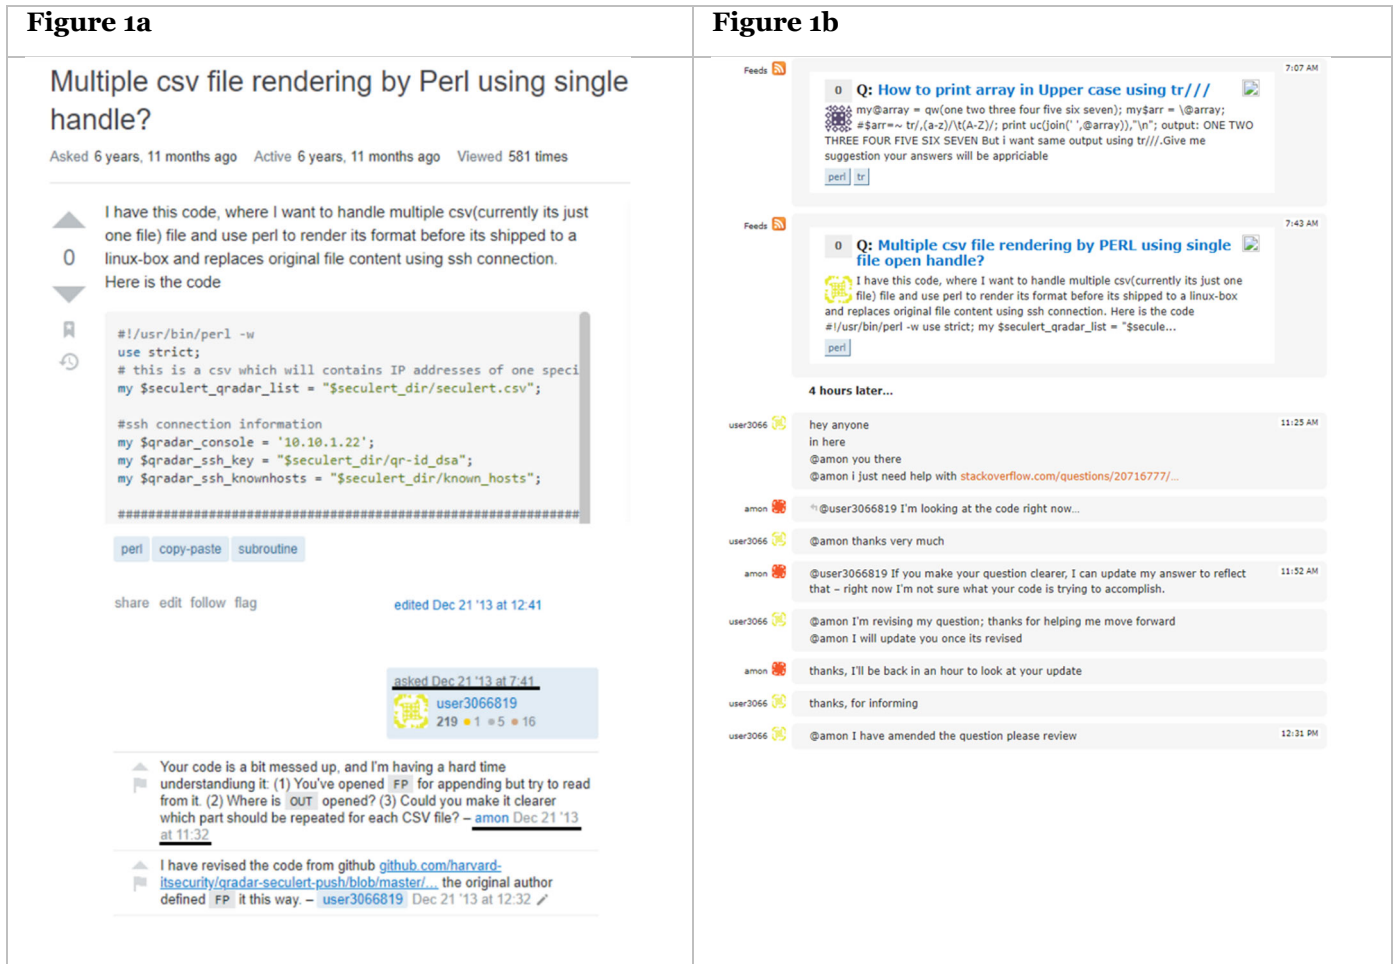 Figure 1a
Multiple csv file rendering by Perl using single
handle?
Asked 6 years, 11 months ago Active 6 years, 11 months ago Viewed 581 times
0
I have this code, where I want to handle multiple csv(currently its just
one file) file and use perl to render its format before its shipped to a
linux-box and replaces original file content using ssh connection.
Here is the code
#!/usr/bin/perl -w
use strict;
# this is a csv which will contains IP addresses of one speci
my $seculert_qradar_list = "$seculert_dir/seculert.csv";
#ssh connection information
my $qradar_console = '10.10.1.22';
my $qradar_ssh_key = "$seculert_dir/qr-id_dsa";
my $qradar_ssh_knownhosts = "$seculert_dir/known_hosts";
##############################################################
perl copy-paste subroutine
share edit follow flag edited Dec 21 '13 at 12:41
asked Dec 21 '13 at 7:41
user3066819
219 1 5 16
Your code is a bit messed up, and I'm having a hard time
understandiung it: (1) You've opened FP for appending but try to read
from it. (2) Where is OUT opened? (3) Could you make it clearer
which part should be repeated for each CSV file? – amon Dec 21 '13
at 11:32
I have revised the code from github github.com/harvard-
itsecurity/qradar-seculert-push/blob/master/... the original author
defined FP it this way. – user3066819 Dec 21 '13 at 12:32
Figure 1b
Feeds 7:07 AM
0 Q: How to print array in Upper case using tr///
my@array = qw(one two three four five six seven); my$arr = \@array;
#$arr=~ tr/,(a-z)/\t(A-Z)/; print uc(join(' ',@array)),"\n"; output: ONE TWO
THREE FOUR FIVE SIX SEVEN But i want same output using tr///.Give me
suggestion your answers will be appriciable
perl tr
Feeds 7:43 AM
0 Q: Multiple csv file rendering by PERL using single
file open handle?
I have this code, where I want to handle multiple csv(currently its just one
file) file and use perl to render its format before its shipped to a linux-box
and replaces original file content using ssh connection. Here is the code
#!/usr/bin/perl -w use strict; my $seculert_qradar_list = "$secule...
perl
4 hours later...
user3066 hey anyone 11:25 AM
in here
@amon you there
@amon i just need help with stackoverflow.com/questions/20716777/...
amon @user3066819 I'm looking at the code right now...
user3066 @amon thanks very much
amon @user3066819 If you make your question clearer, I can update my answer to reflect 11:52 AM
that – right now I'm not sure what your code is trying to accomplish.
user3066 @amon I'm revising my question; thanks for helping me move forward
@amon I will update you once its revised
amon thanks, I'll be back in an hour to look at your update
user3066 thanks, for informing
user3066 @amon I have amended the question please review 12:31 PM